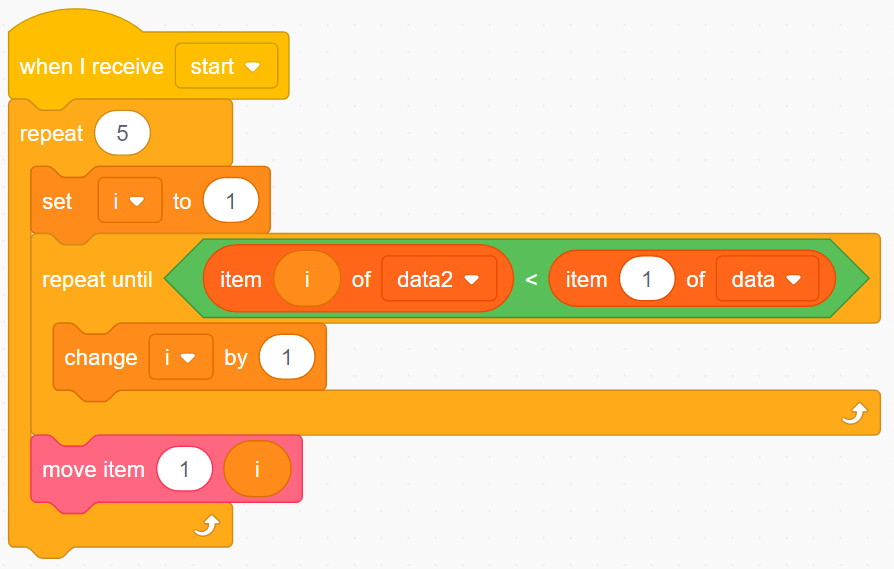 when I receive start
repeat 5
set i to 1
repeat until item i of data2 < item 1 of data
change i by 1
move item 1 i